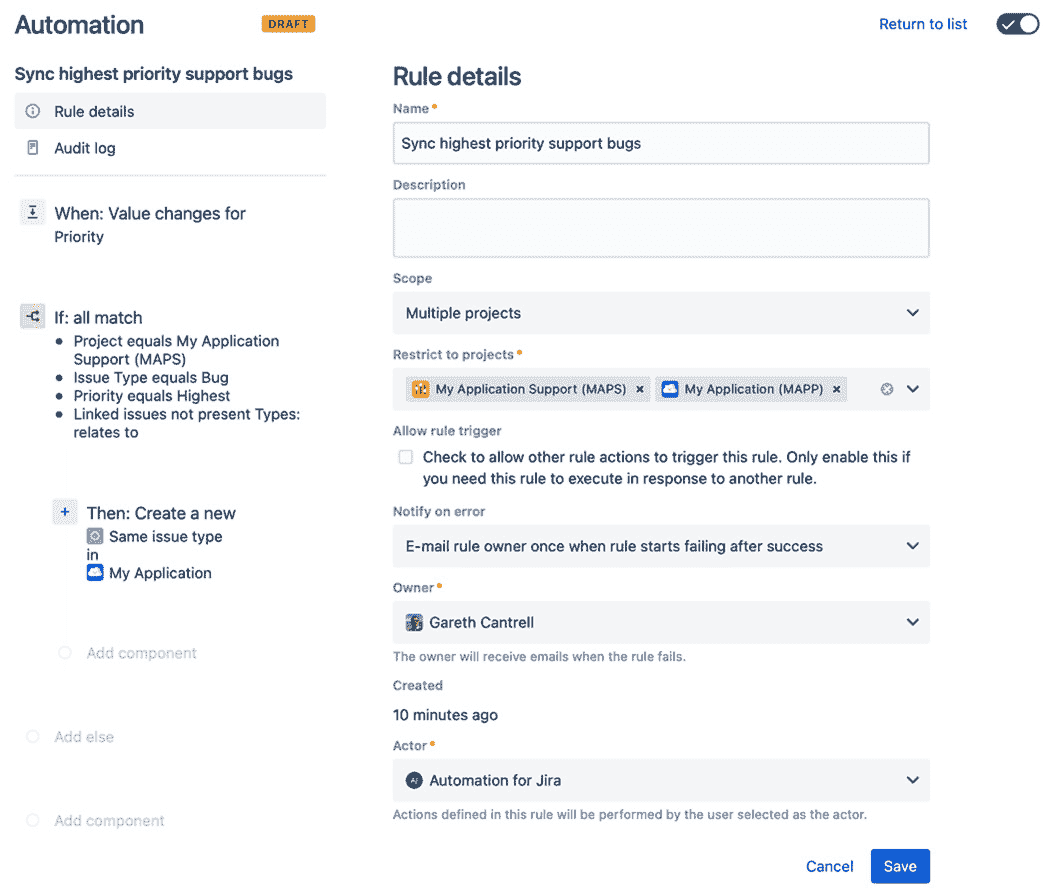 Automation
DRAFT
Return to list
Sync highest priority support bugs
Rule details
Audit log
When: Value changes for
Priority
If: all match
Project equals My Application
Support (MAPS)
Issue Type equals Bug
Priority equals Highest
Linked issues not present Types:
relates to
Then: Create a new
Same issue type
in
My Application
Add component
Add else
Add component
Rule details
Name
Sync highest priority support bugs
Description
Scope
Multiple projects
Restrict to projects
My Application Support (MAPS) My Application (MAPP)
Allow rule trigger
Check to allow other rule actions to trigger this rule. Only enable this if
you need this rule to execute in response to another rule.
Notify on error
E-mail rule owner once when rule starts failing after success
Owner
Gareth Cantrell
The owner will receive emails when the rule fails.
Created
10 minutes ago
Actor
Automation for Jira
Actions defined in this rule will be performed by the user selected as the actor.
Cancel
Save